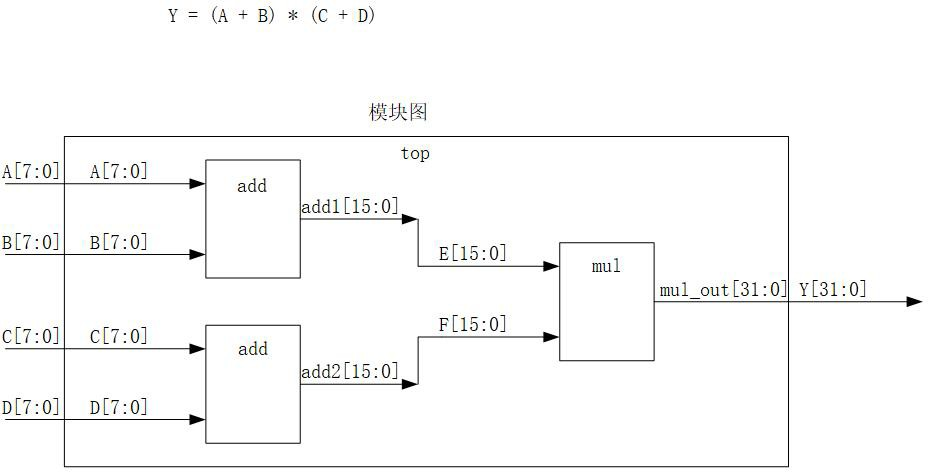 Y = (A + B) * (C + D)
模块图
top
A[7:0] A[7:0]
add
add1[15:0]
B[7:0] B[7:0]
E[15:0]
mul
mul_out[31:0] Y[31:0]
F[15:0]
C[7:0] C[7:0]
add
add2[15:0]
D[7:0] D[7:0]